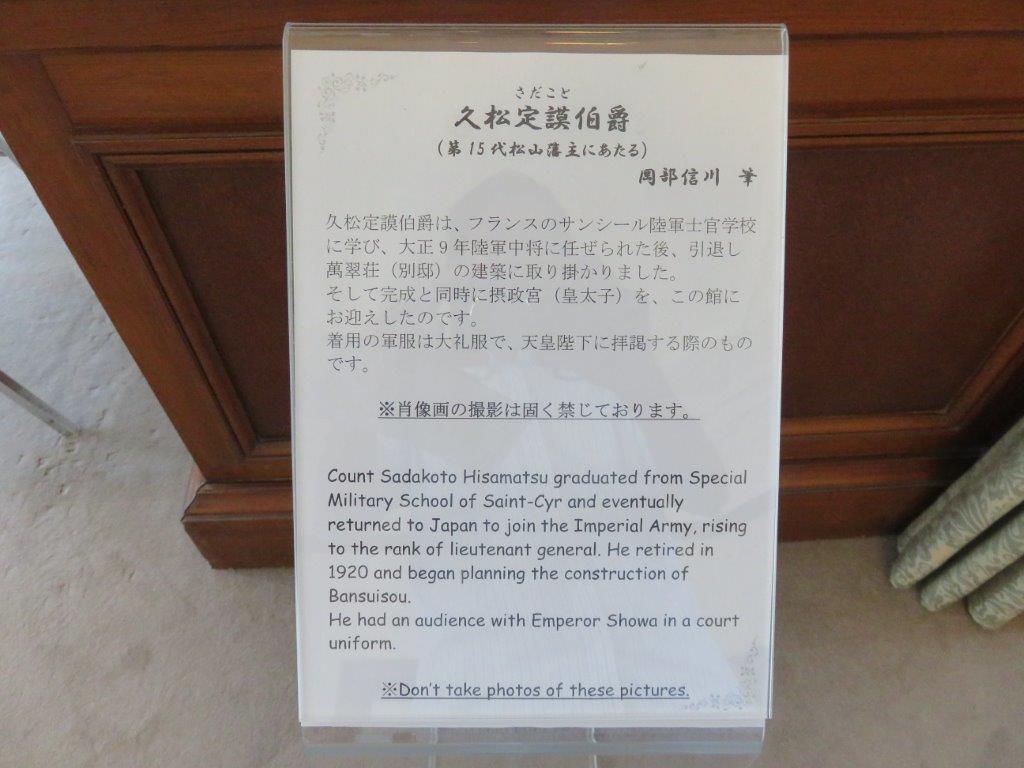 さだこと
久松定謨伯爵
（第15代松山藩主にあたる）
岡部信川　筆
久松定謨伯爵は、フランスのサンシール陸軍士官学校
に学び、大正９年陸軍中将に任ぜられた後、引退し
萬翠荘（別邸）の建築に取り掛かりました。
そして完成と同時に摂政宮（皇太子）を、この館に
お迎えしたのです。
着用の軍服は大礼服で、天皇陛下に拝謁する際のもの
です。
※肖像画の撮影は固く禁じております。
Count Sadakoto Hisamatsu graduated from Special
Military School of Saint-Cyr and eventually
returned to Japan to join the Imperial Army, rising
to the rank of lieutenant general. He retired in
1920 and began planning the construction of
Bansuisou.
He had an audience with Emperor Showa in a court
uniform.
※Don't take photos of these pictures.